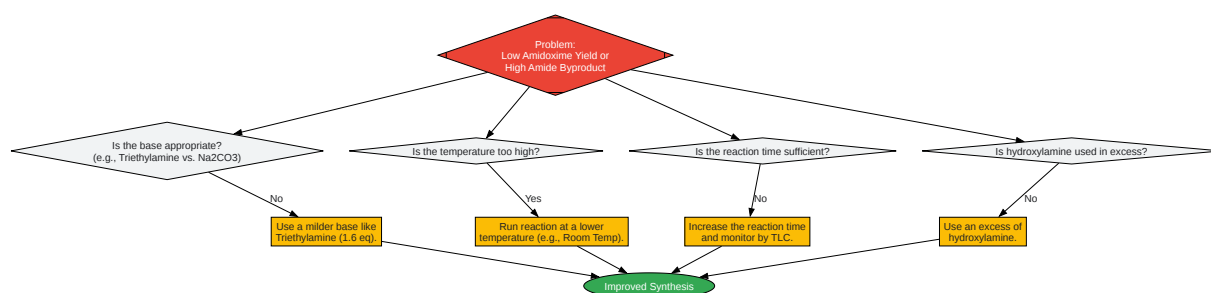 Problem:
Low Amidoxime Yield or
High Amide Byproduct
Is the base appropriate?
(e.g., Triethylamine vs. Na2CO3)
Is the temperature too high?
Is the reaction time sufficient?
Is hydroxylamine used in excess?
No
Yes
No
No
Use a milder base like
Triethylamine (1.6 eq).
Run reaction at a lower
temperature (e.g., Room Temp).
Increase the reaction time
and monitor by TLC.
Use an excess of
hydroxylamine.
Improved Synthesis